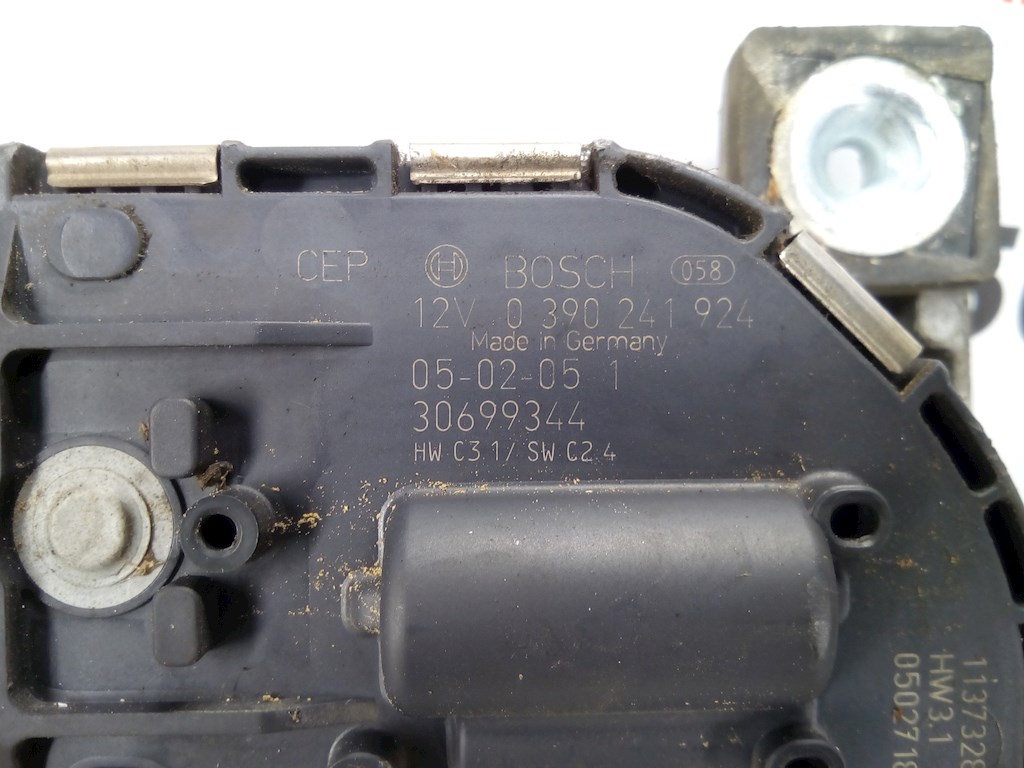 CEP BOSCH 058
12V 0 390 241 924
Made in Germany
05-02-05 1
30699344
HW C3 1/ SW C2 4
HW3.1